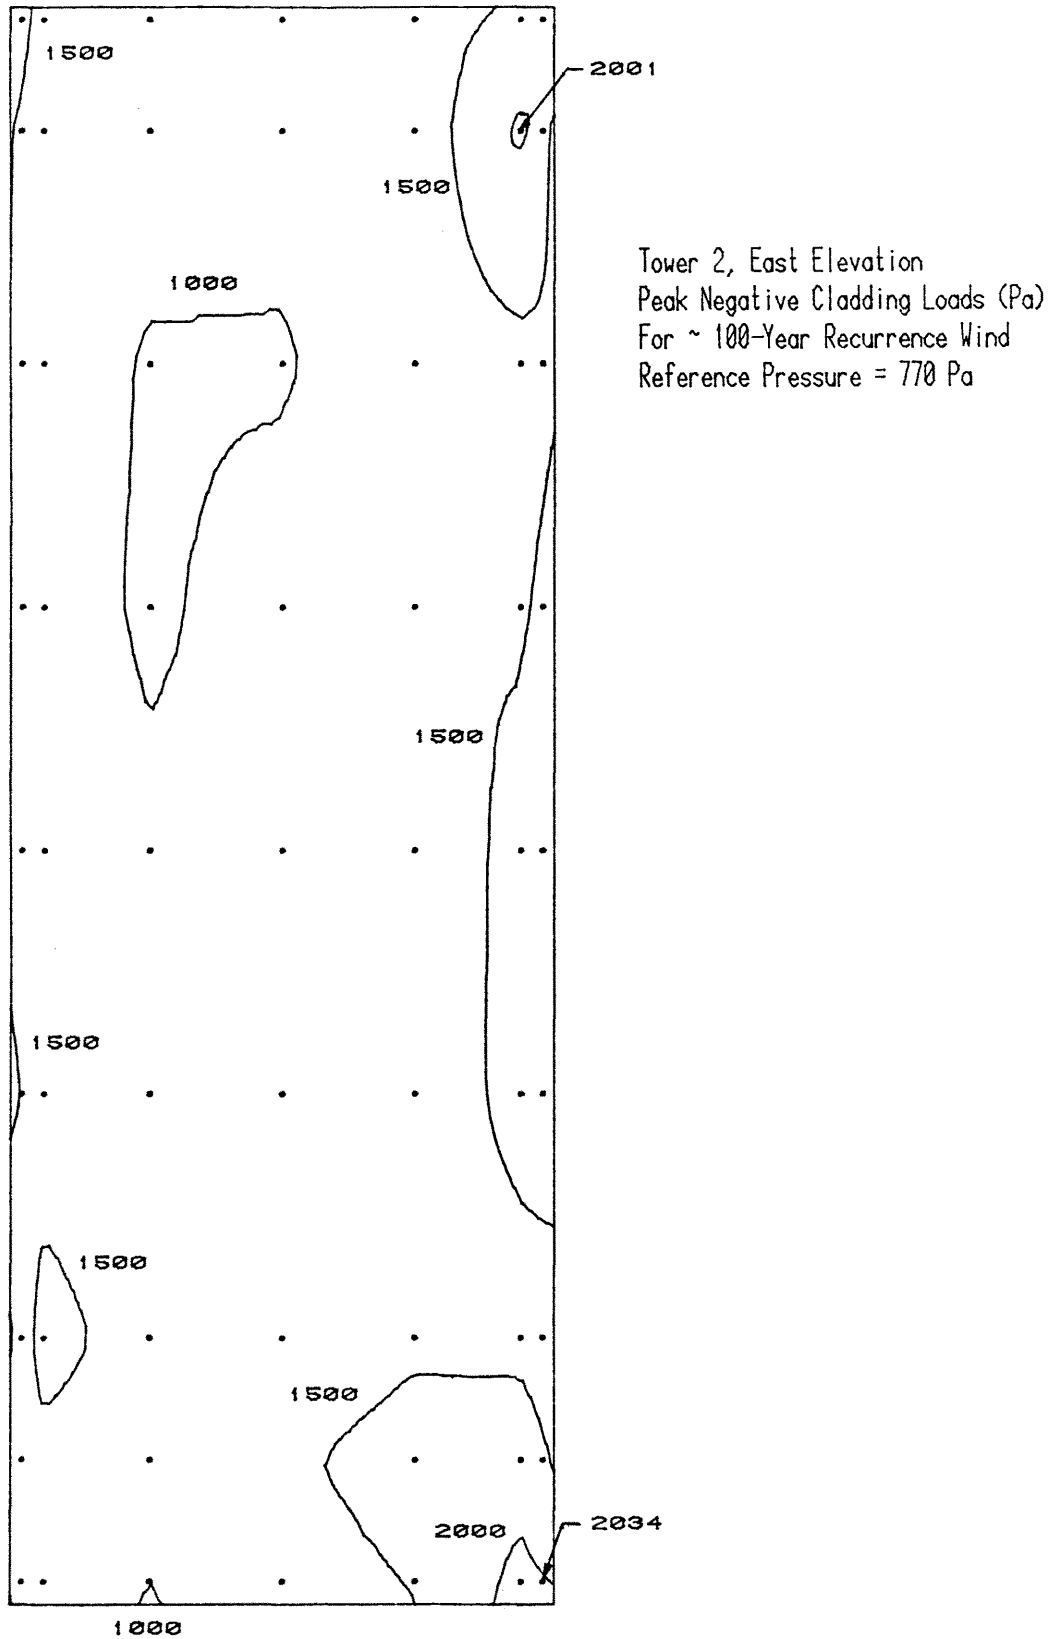 1500
2001
1500
Tower 2, East Elevation
Peak Negative Cladding Loads (Pa)
For ~ 100-Year Recurrence Wind
Reference Pressure = 770 Pa
1000
1500
1500
1500
1500
2000
2034
1000